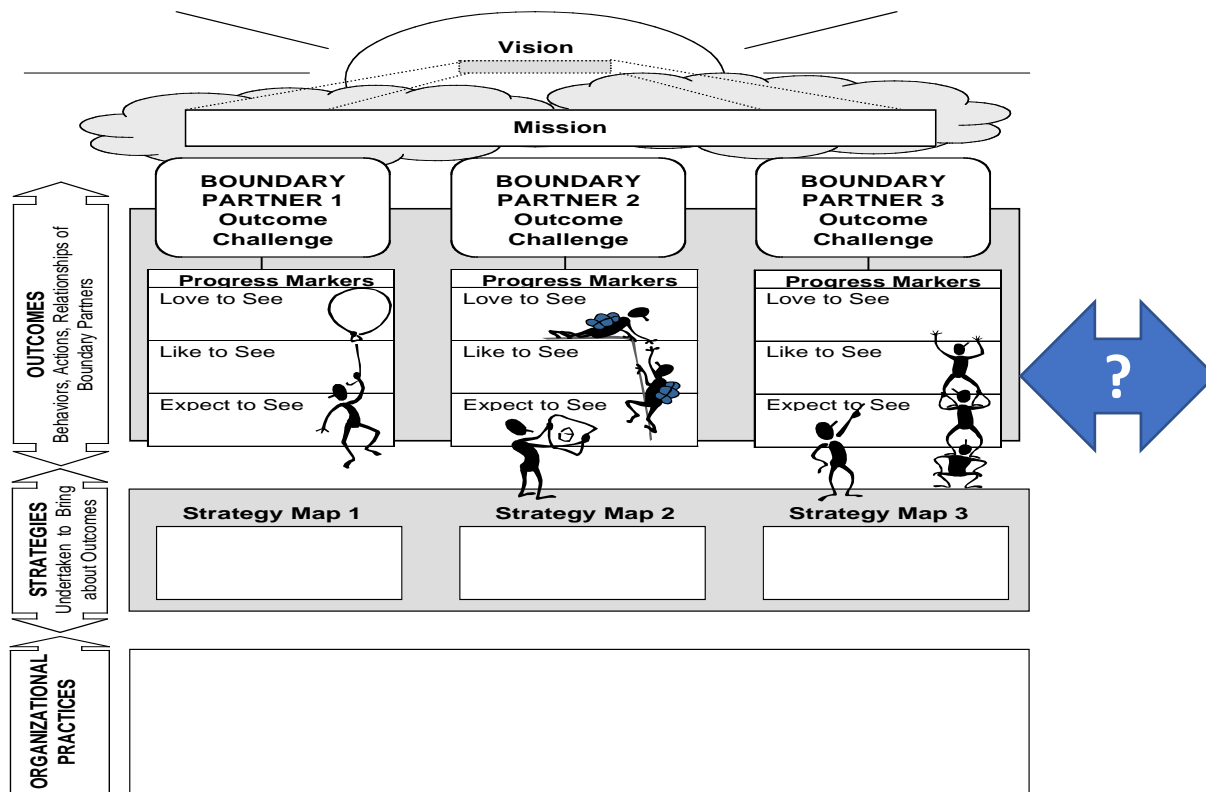 Vision
Mission
BOUNDARY
PARTNER 1
Outcome
Challenge
BOUNDARY
PARTNER 2
Outcome
Challenge
BOUNDARY
PARTNER 3
Outcome
Challenge
OUTCOMES
Behaviors, Actions, Relationships of
Boundary Partners
Progress Markers
Love to See
Like to See
Expect to See
Progress Markers
Love to See
Like to See
Expect to See
Progress Markers
Love to See
Like to See
Expect to See
?
STRATEGIES
Undertaken to Bring
about Outcomes
Strategy Map 1
Strategy Map 2
Strategy Map 3
ORGANIZATIONAL
PRACTICES